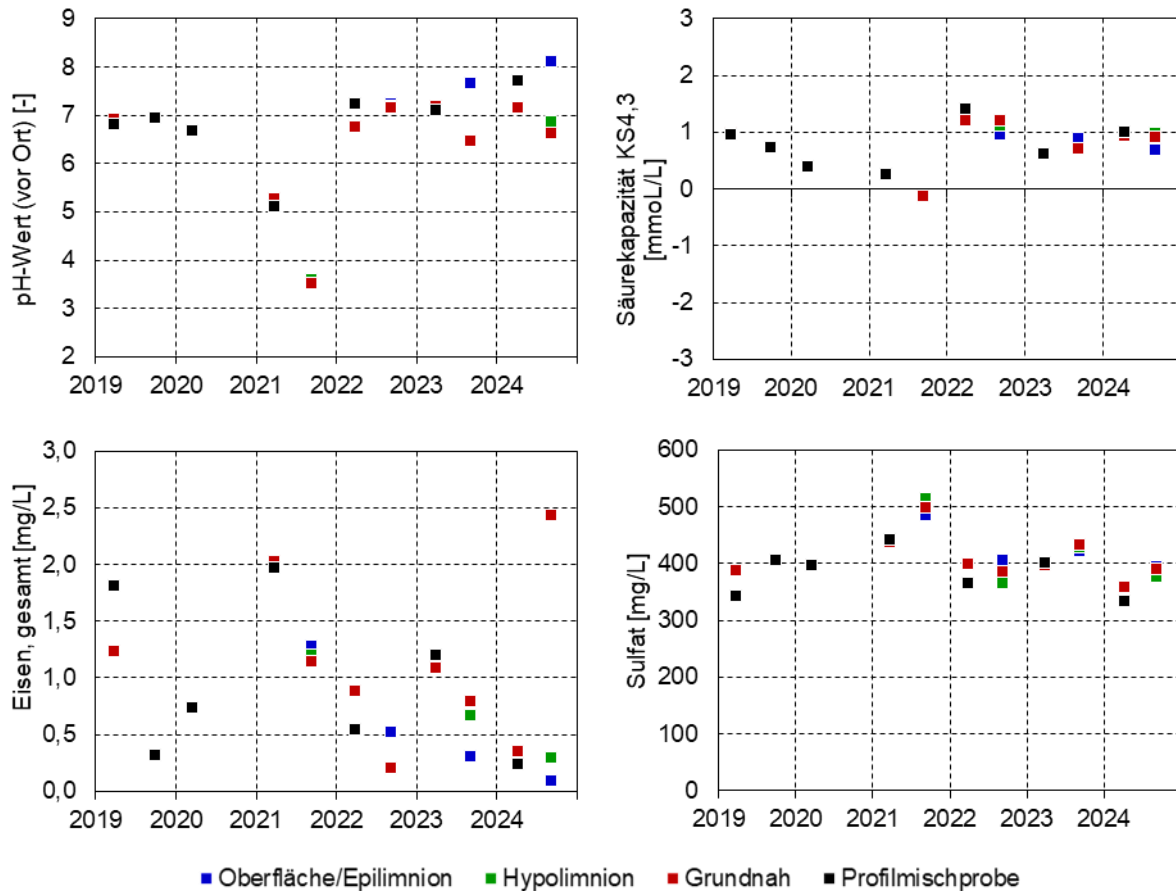 pH-Wert (vor Ort) [-]
9
8
7
6
5
4
3
2
2019 2020 2021 2022 2023 2024
Säurekapazität KS4,3
[mmoL/L]
3
2
1
0
-1
-2
-3
2019 2020 2021 2022 2023 2024
Eisen, gesamt [mg/L]
3,0
2,5
2,0
1,5
1,0
0,5
0,0
2019 2020 2021 2022 2023 2024
Sulfat [mg/L]
600
500
400
300
200
100
0
2019 2020 2021 2022 2023 2024
Oberfläche/Epilimnion Hypolimnion Grundnah Profilmischprobe